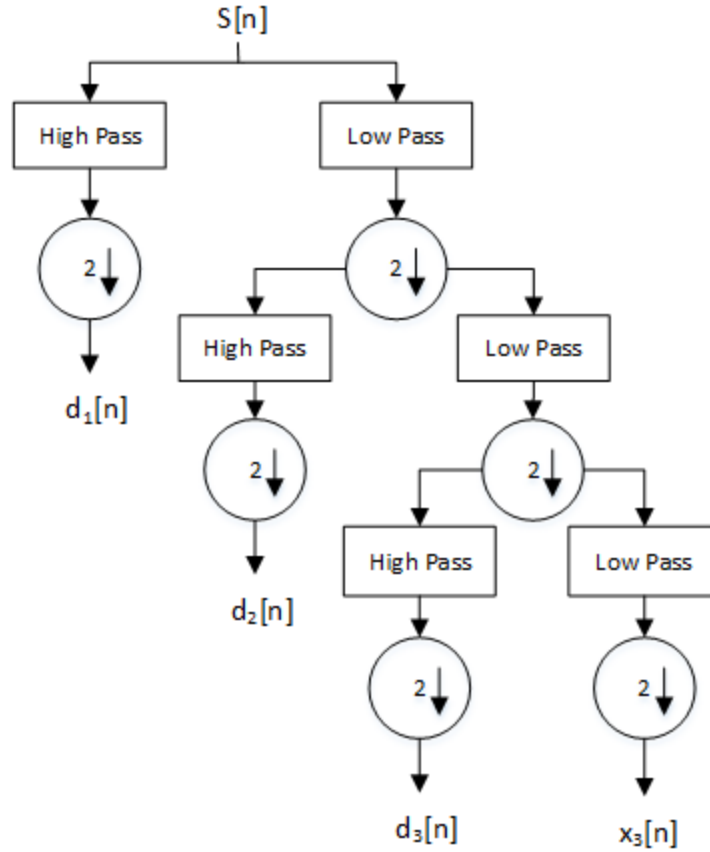 S[n]
High Pass
Low Pass
2
2
High Pass
Low Pass
d₁[n]
2
2
High Pass
Low Pass
d₂[n]
2
2
d₃[n]
x₃[n]